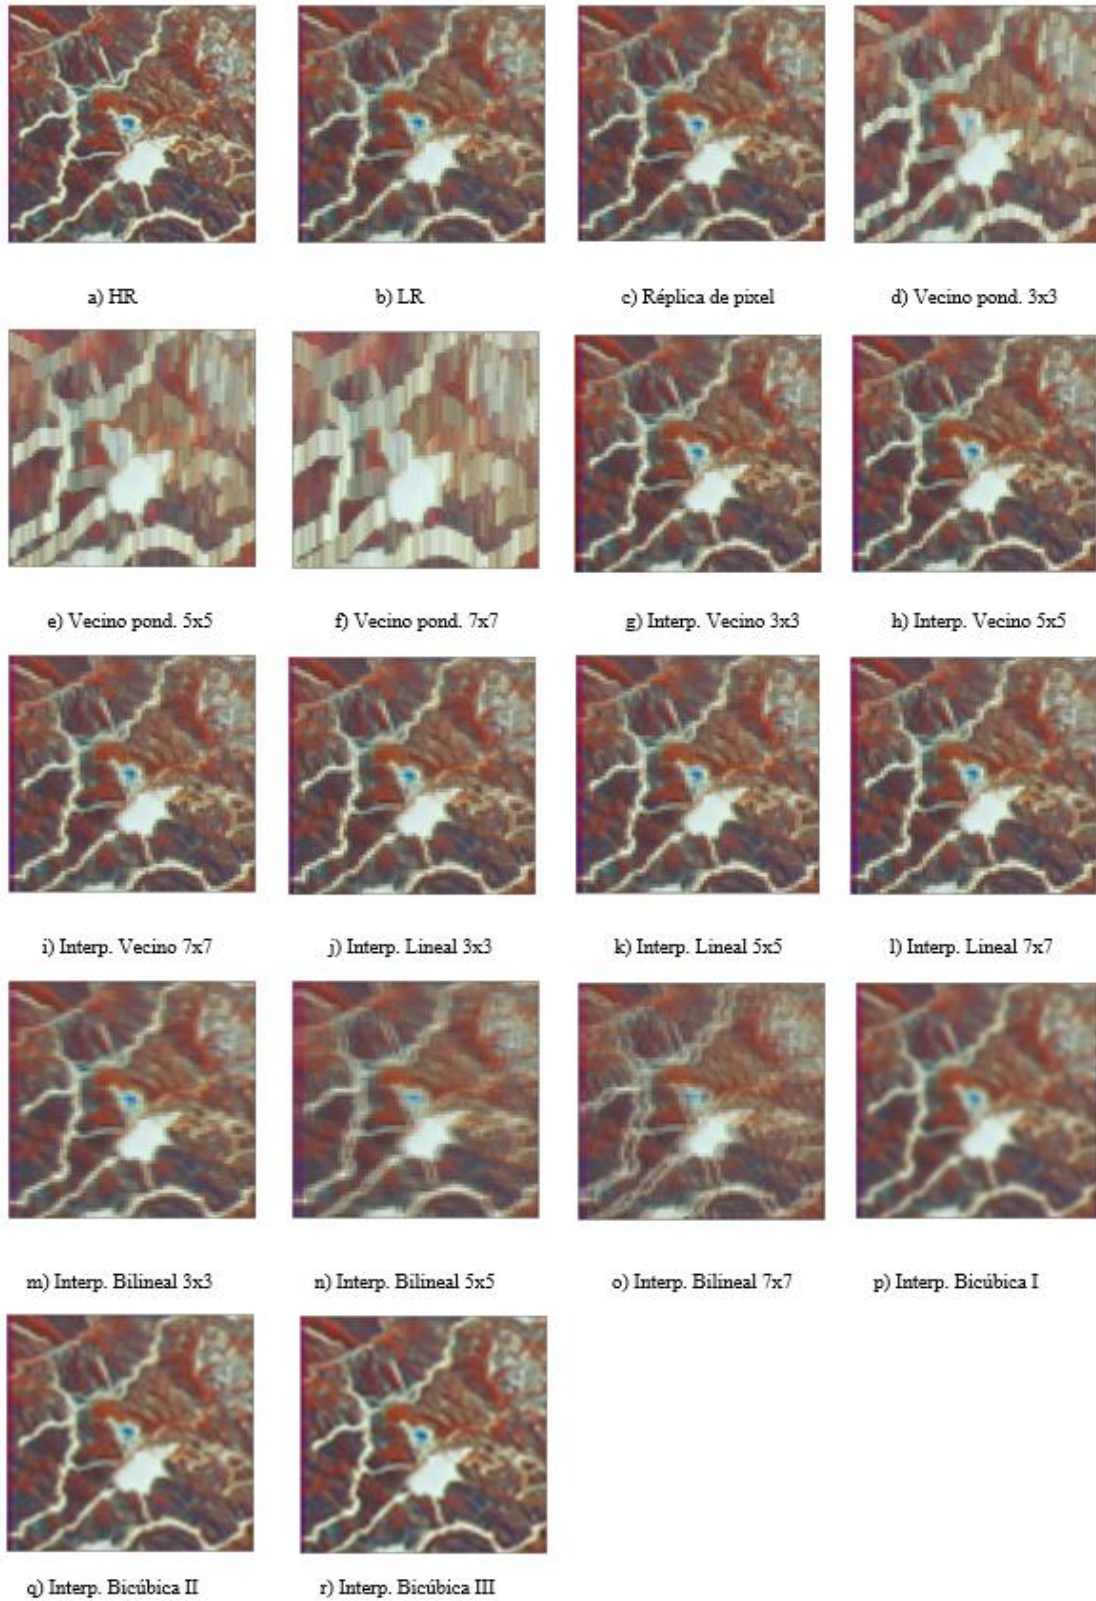 a) HR
b) LR
c) Réplica de pixel
d) Vecino pond. 3x3
e) Vecino pond. 5x5
f) Vecino pond. 7x7
g) Interp. Vecino 3x3
h) Interp. Vecino 5x5
i) Interp. Vecino 7x7
j) Interp. Lineal 3x3
k) Interp. Lineal 5x5
l) Interp. Lineal 7x7
m) Interp. Bilineal 3x3
n) Interp. Bilineal 5x5
o) Interp. Bilineal 7x7
p) Interp. Bicúbica I
q) Interp. Bicúbica II
r) Interp. Bicúbica III